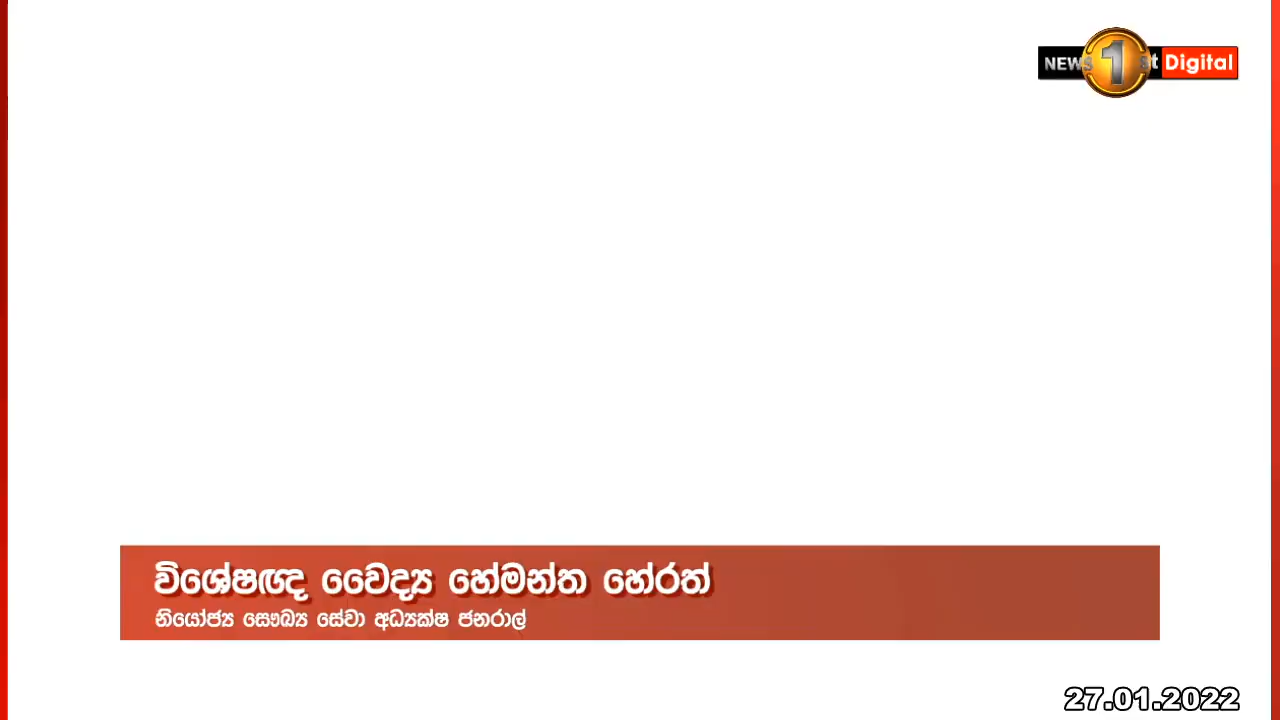 NEWS 1st Digital
විශේෂඥ වෛද්‍ය හේමන්ත හේරත්
නියෝජ්‍ය සෞඛ්‍ය සේවා අධ්‍යක්ෂ ජනරාල්
27.01.2022